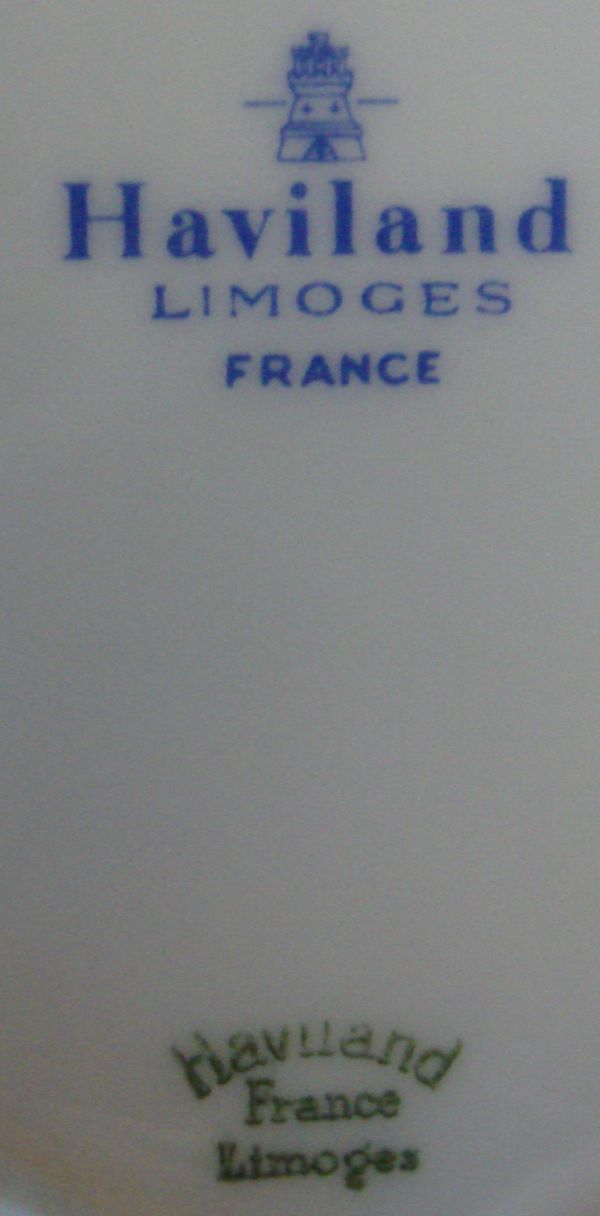 Haviland
LIMOGES
FRANCE
Haviland
France
Limoges